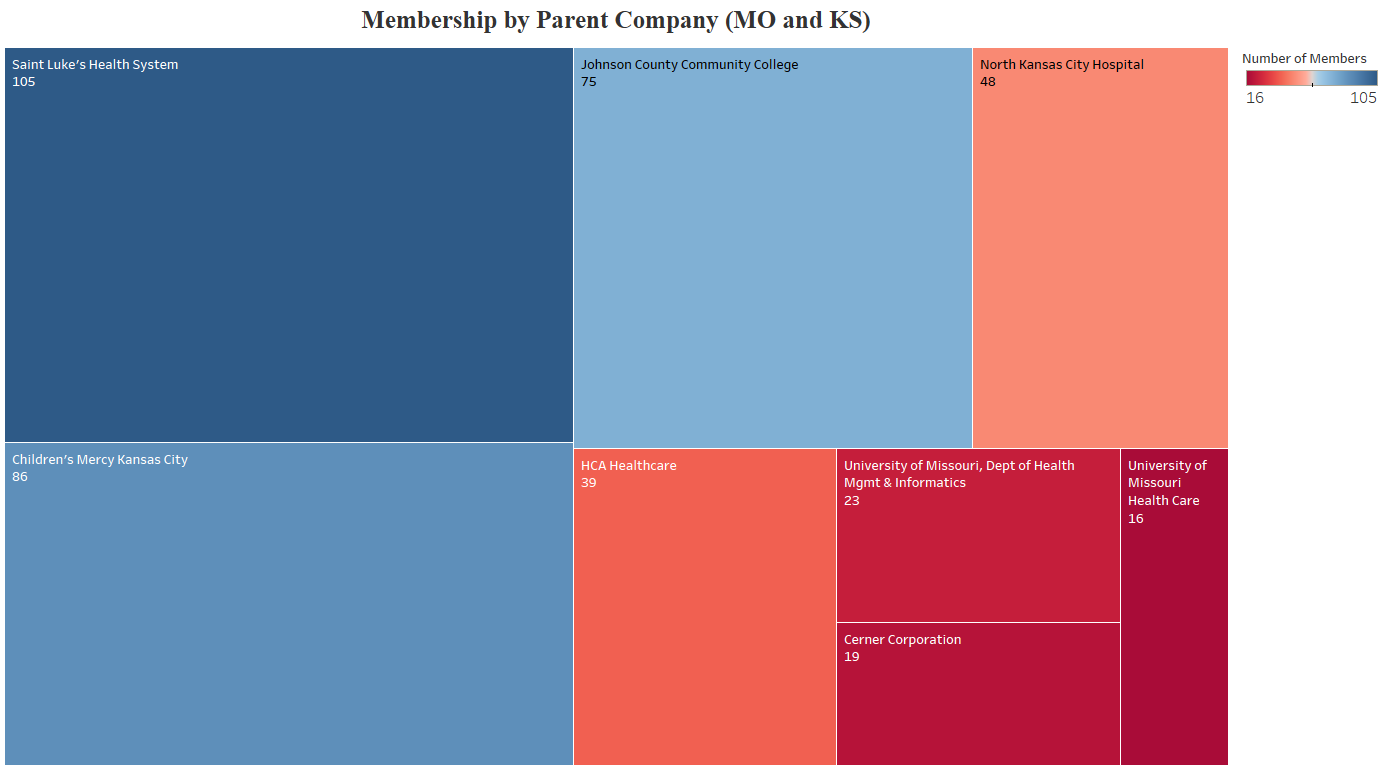 Membership by Parent Company (MO and KS)
Saint Luke's Health System
105
Johnson County Community College
75
North Kansas City Hospital
48
Number of Members
16 105
Children's Mercy Kansas City
86
HCA Healthcare
39
University of Missouri, Dept of Health
Mgmt & Informatics
23
University of
Missouri
Health Care
16
Cerner Corporation
19